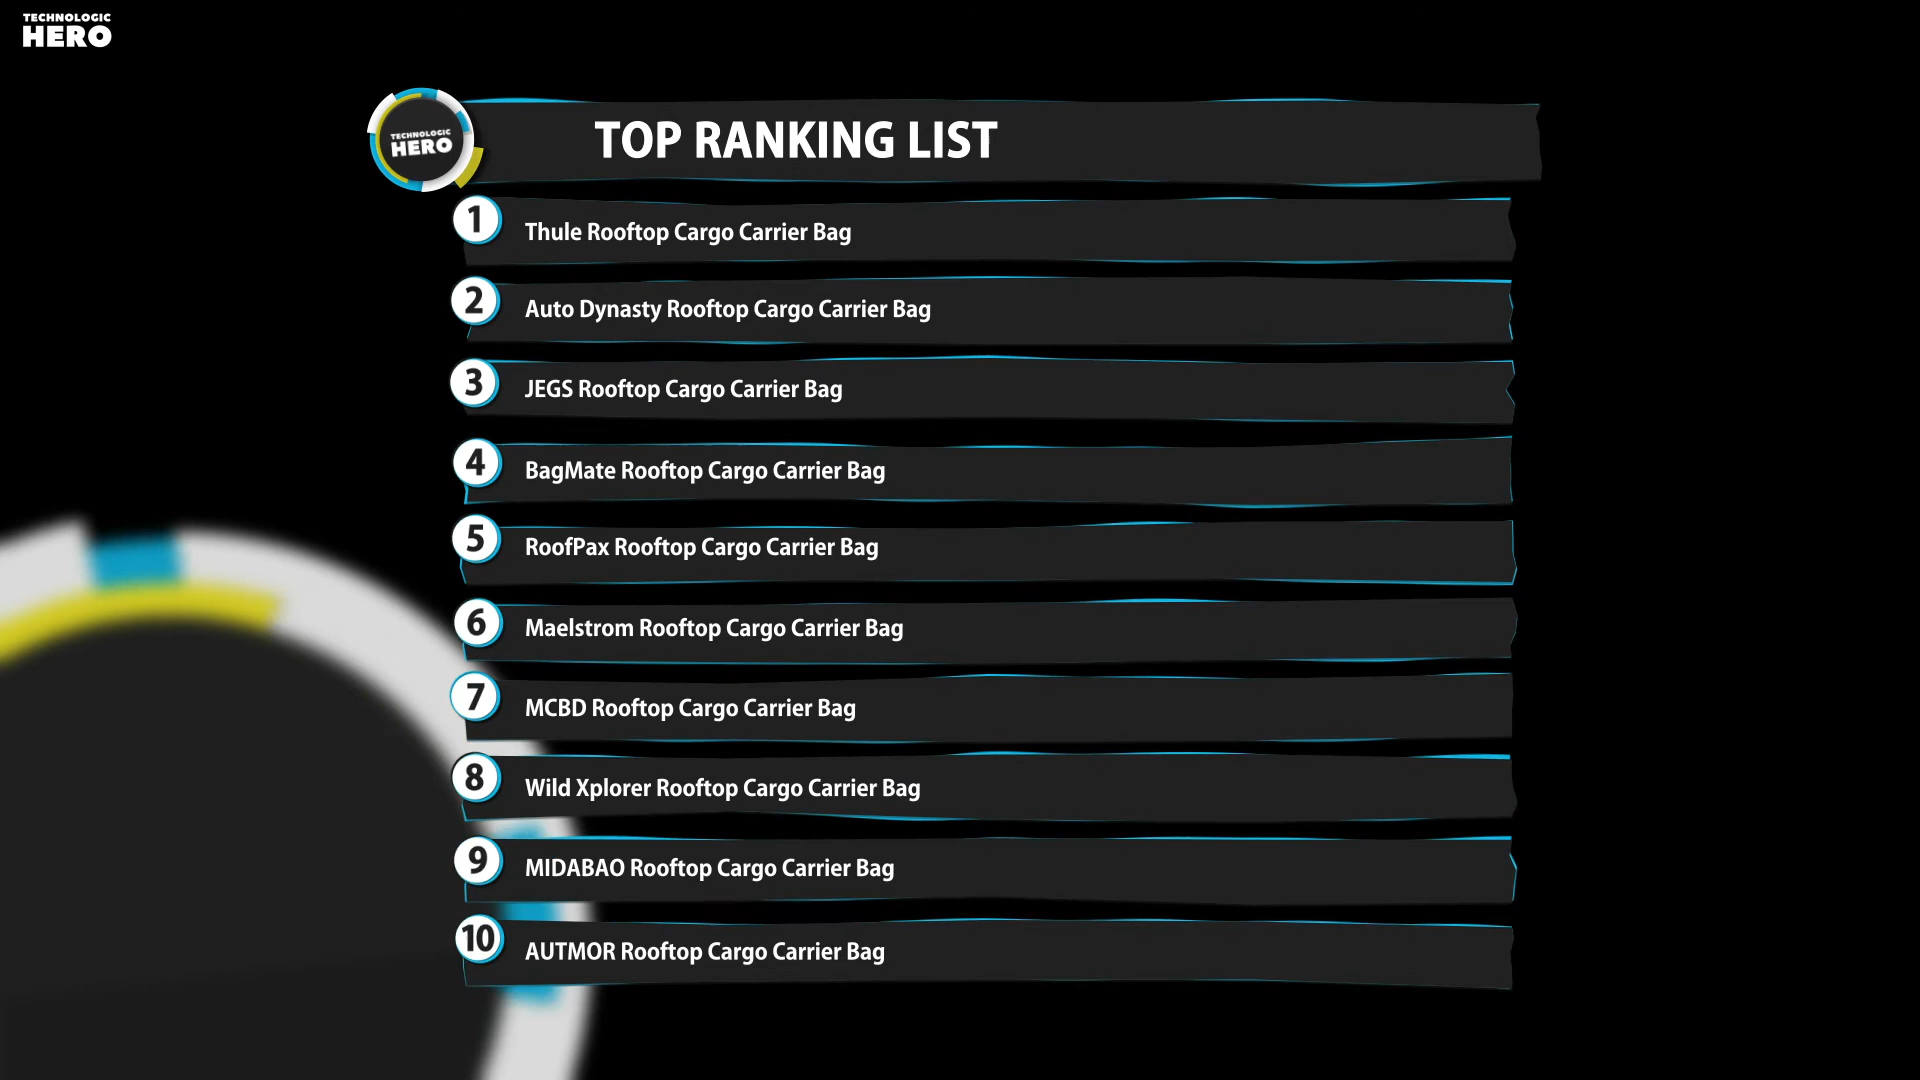 TECHNOLOGIC
HERO
TECHNOLOGIC
HERO
TOP RANKING LIST
1
Thule Rooftop Cargo Carrier Bag
2
Auto Dynasty Rooftop Cargo Carrier Bag
3
JEGS Rooftop Cargo Carrier Bag
4
BagMate Rooftop Cargo Carrier Bag
5
RoofPax Rooftop Cargo Carrier Bag
6
Maelstrom Rooftop Cargo Carrier Bag
7
MCBD Rooftop Cargo Carrier Bag
8
Wild Xplorer Rooftop Cargo Carrier Bag
9
MIDABAO Rooftop Cargo Carrier Bag
10
AUTMOR Rooftop Cargo Carrier Bag